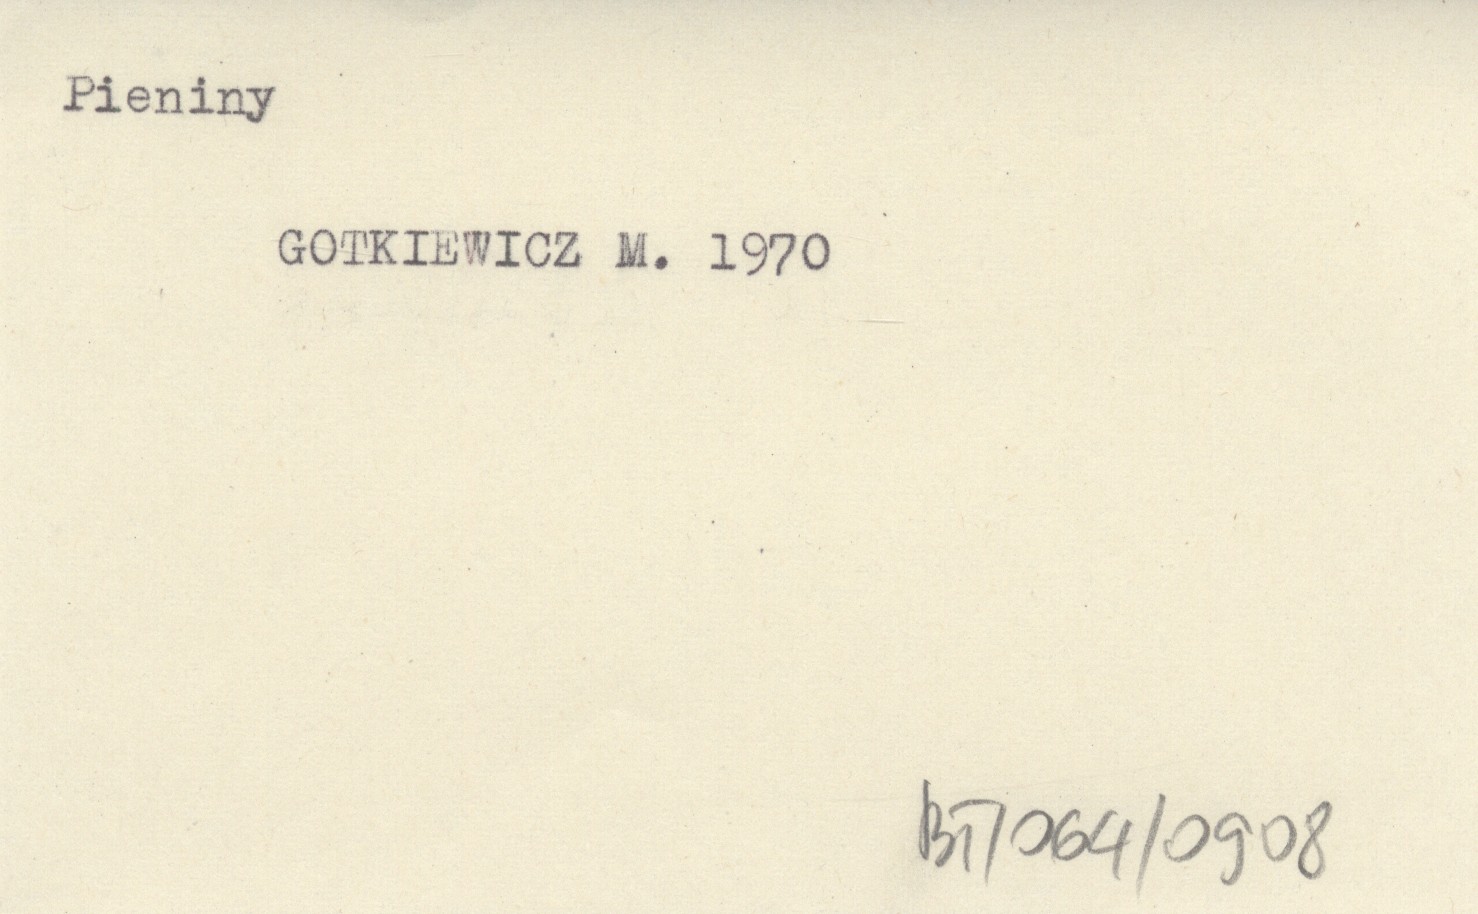 Pieniny
GOTKIEWICZ M. 1970
BT/064/0908